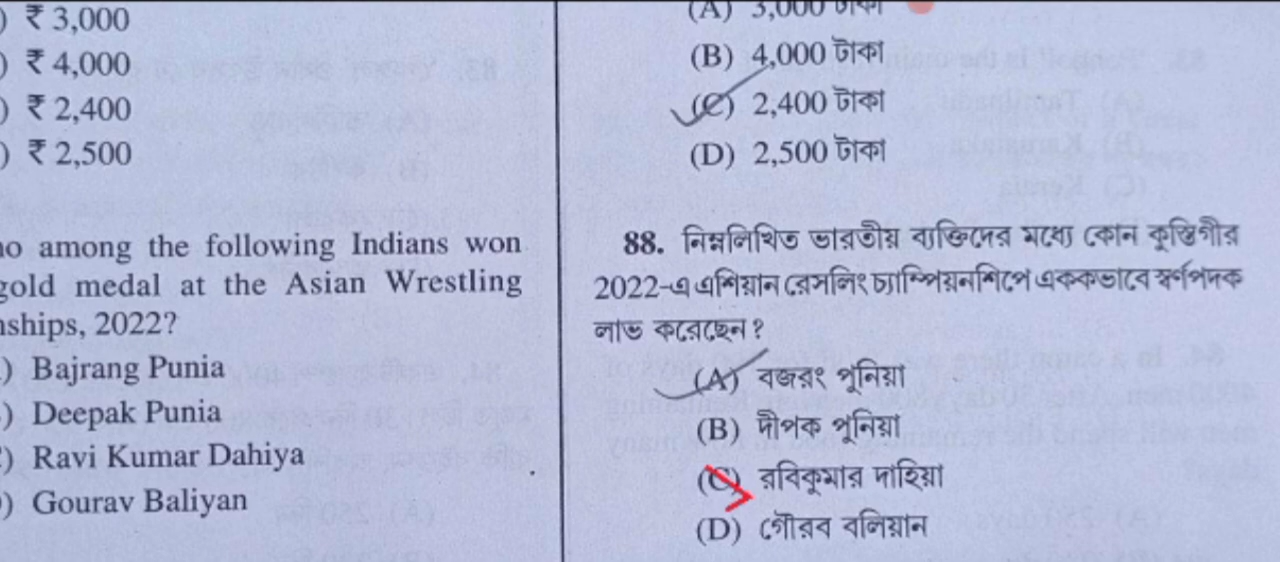 ) ₹ 3,000
) ₹ 4,000
) ₹ 2,400
) ₹ 2,500
among the following Indians won
gold medal at the Asian Wrestling
2022?
) Bajrang Punia
) Deepak Punia
) Ravi Kumar Dahiya
) Gourav Baliyan
(A) 3,000 টাকা
(B) 4,000 টাকা
(C) 2,400 টাকা
(D) 2,500 টাকা
88. নিম্নলিখিত ভারতীয় ব্যক্তিদের মধ্যে কোন কুস্তিগীর
2022-এ এশিয়ান রেসলিং চ্যাম্পিয়নশিপে এককভাবে স্বর্ণপদক
লাভ করেছেন ?
(A) বজরং পুনিয়া
(B) দীপক পুনিয়া
(C) রবিকুমার দাহিয়া
(D) গৌরব বলিয়ান